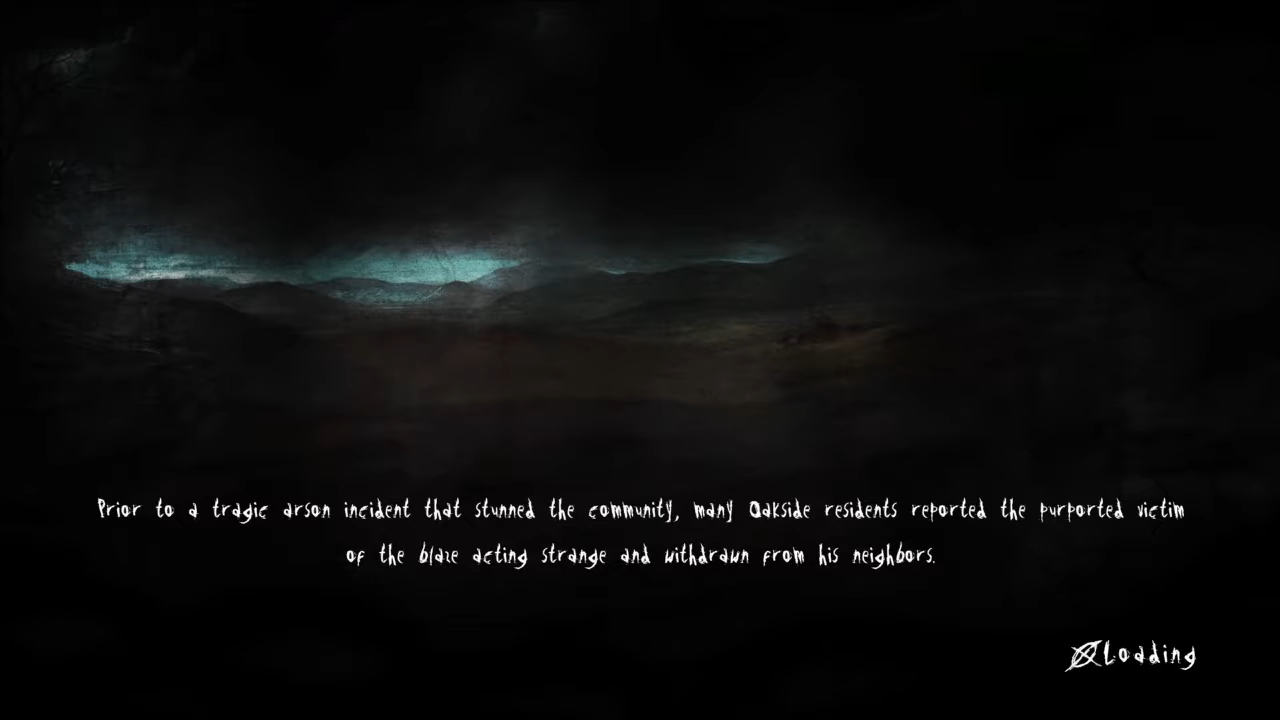 Prior to a tragic arson incident that stunned the community, many Oakside residents reported the purported victim
of the blaze acting strange and withdrawn from his neighbors.
Loading